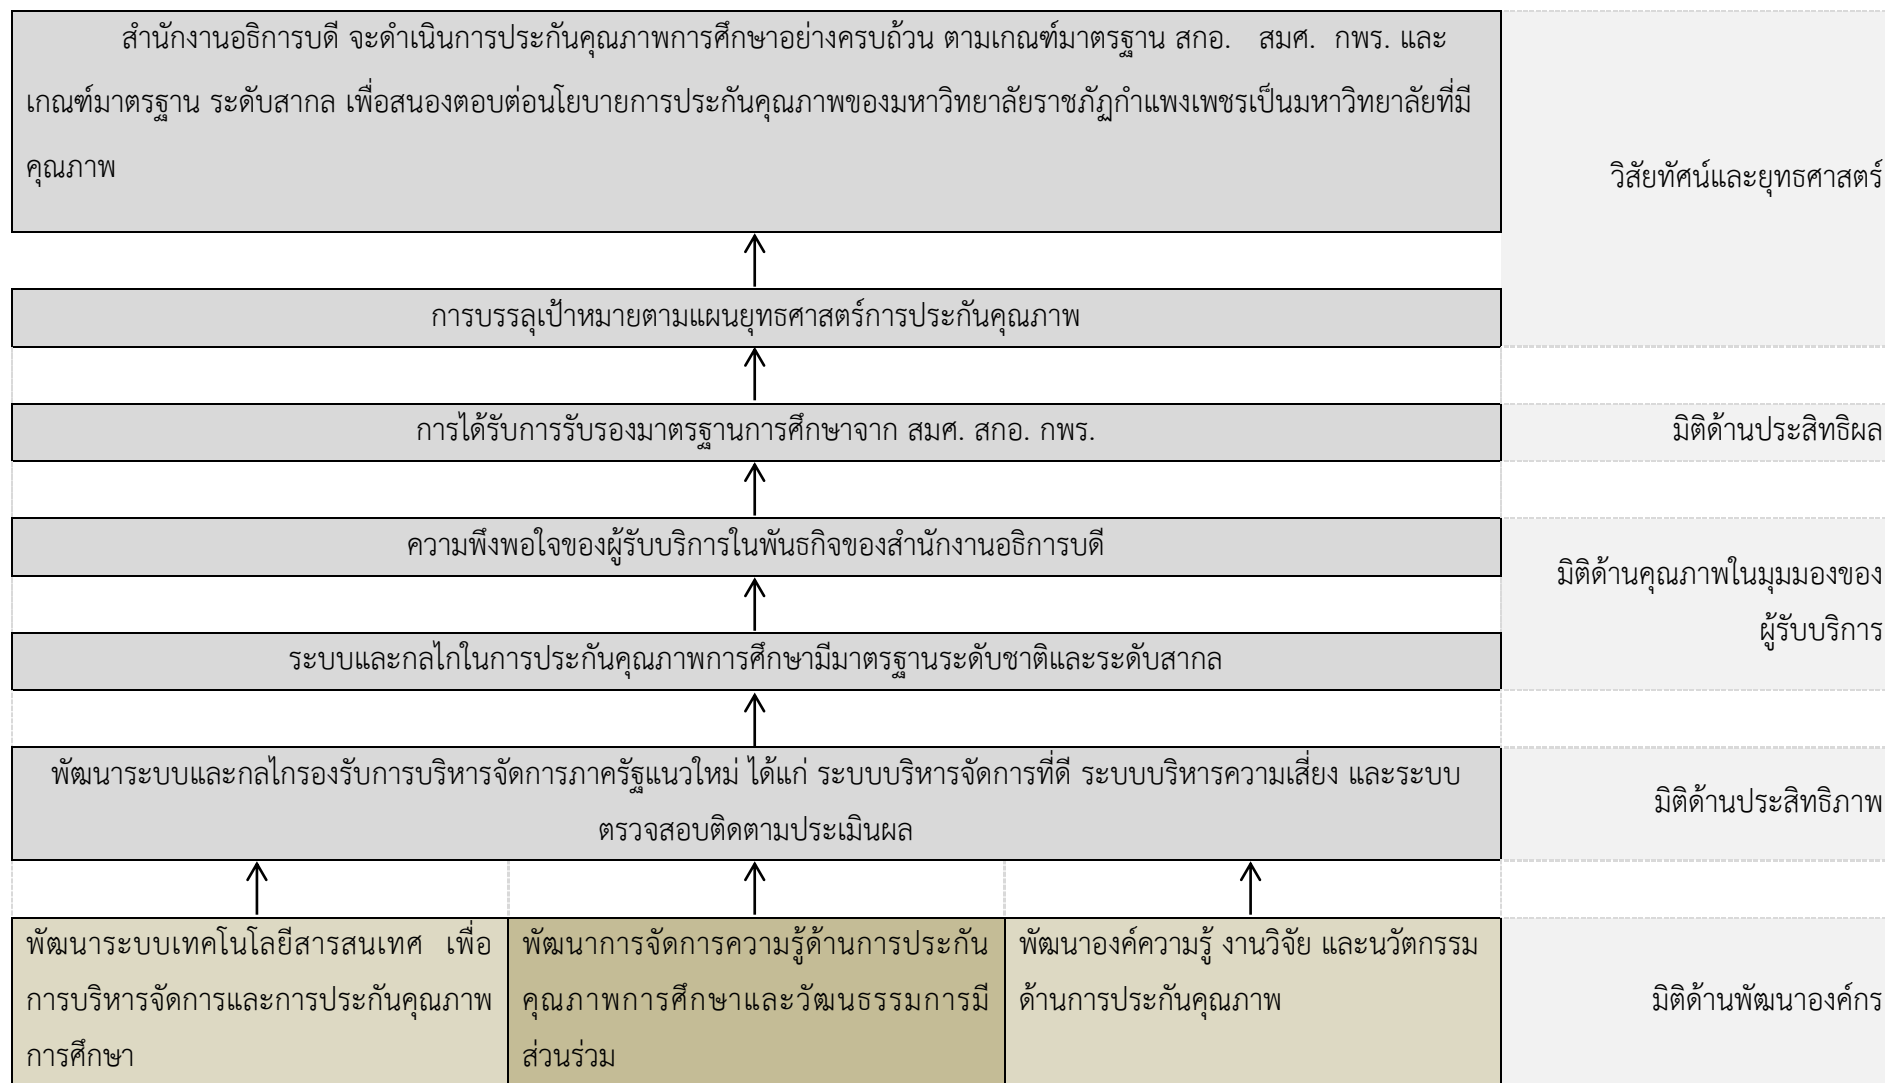 สำนักงานอธิการบดี จะดำเนินการประกันคุณภาพการศึกษาอย่างครบถ้วน ตามเกณฑ์มาตรฐาน สกอ. สมศ. กพร. และ
เกณฑ์มาตรฐาน ระดับสากล เพื่อสนองตอบต่อนโยบายการประกันคุณภาพของมหาวิทยาลัยราชภัฏกำแพงเพชรเป็นมหาวิทยาลัยที่มี
คุณภาพ
วิสัยทัศน์และยุทธศาสตร์
การบรรลุเป้าหมายตามแผนยุทธศาสตร์การประกันคุณภาพ
การได้รับการรับรองมาตรฐานการศึกษาจาก สมศ. สกอ. กพร.
มิติด้านประสิทธิผล
ความพึงพอใจของผู้รับบริการในพันธกิจของสำนักงานอธิการบดี
มิติด้านคุณภาพในมุมมองของ
ผู้รับบริการ
ระบบและกลไกในการประกันคุณภาพการศึกษามีมาตรฐานระดับชาติและระดับสากล
พัฒนาระบบและกลไกรองรับการบริหารจัดการภาครัฐแนวใหม่ ได้แก่ ระบบบริหารจัดการที่ดี ระบบบริหารความเสี่ยง และระบบ
ตรวจสอบติดตามประเมินผล
มิติด้านประสิทธิภาพ
พัฒนาระบบเทคโนโลยีสารสนเทศ เพื่อ
การบริหารจัดการและการประกันคุณภาพ
การศึกษา
พัฒนาการจัดการความรู้ด้านการประกัน
คุณภาพการศึกษาและวัฒนธรรมการมี
ส่วนร่วม
พัฒนาองค์ความรู้ งานวิจัย และนวัตกรรม
ด้านการประกันคุณภาพ
มิติด้านพัฒนาองค์กร